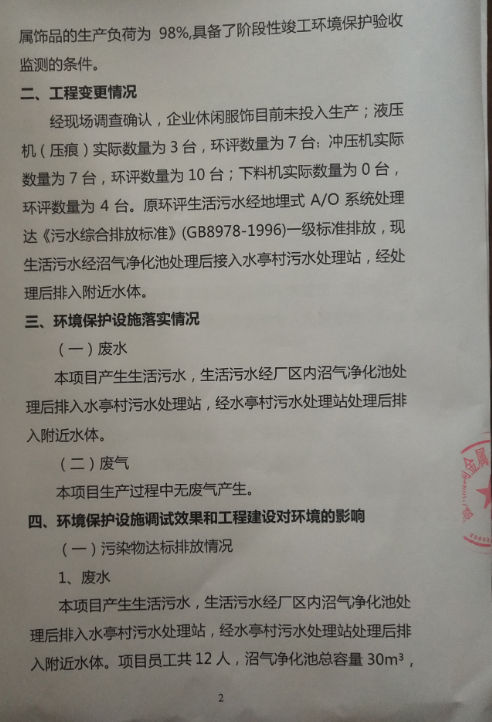 属饰品的生产负荷为 98%,具备了阶段性竣工环境保护验收
监测的条件。
二、工程变更情况
经现场调查确认，企业休闲服饰目前未投入生产；液压
机（压痕）实际数量为 3 台，环评数量为 7 台；冲压机实际
数量为 7 台，环评数量为 10 台；下料机实际数量为 0 台，
环评数量为 4 台。原环评生活污水经地埋式 A/O 系统处理
达《污水综合排放标准》(GB8978-1996)一级标准排放，现
生活污水经沼气净化池处理后接入水亭村污水处理站，经处
理后排入附近水体。
三、环境保护设施落实情况
（一）废水
本项目产生生活污水，生活污水经厂区内沼气净化池处
理后排入水亭村污水处理站，经水亭村污水处理站处理后排
入附近水体。
（二）废气
本项目生产过程中无废气产生。
四、环境保护设施调试效果和工程建设对环境的影响
（一）污染物达标排放情况
1、废水
本项目产生生活污水，生活污水经厂区内沼气净化池处
理后排入水亭村污水处理站，经水亭村污水处理站处理后排
入附近水体。项目员工共 12 人，沼气净化池总容量 30m³，
2